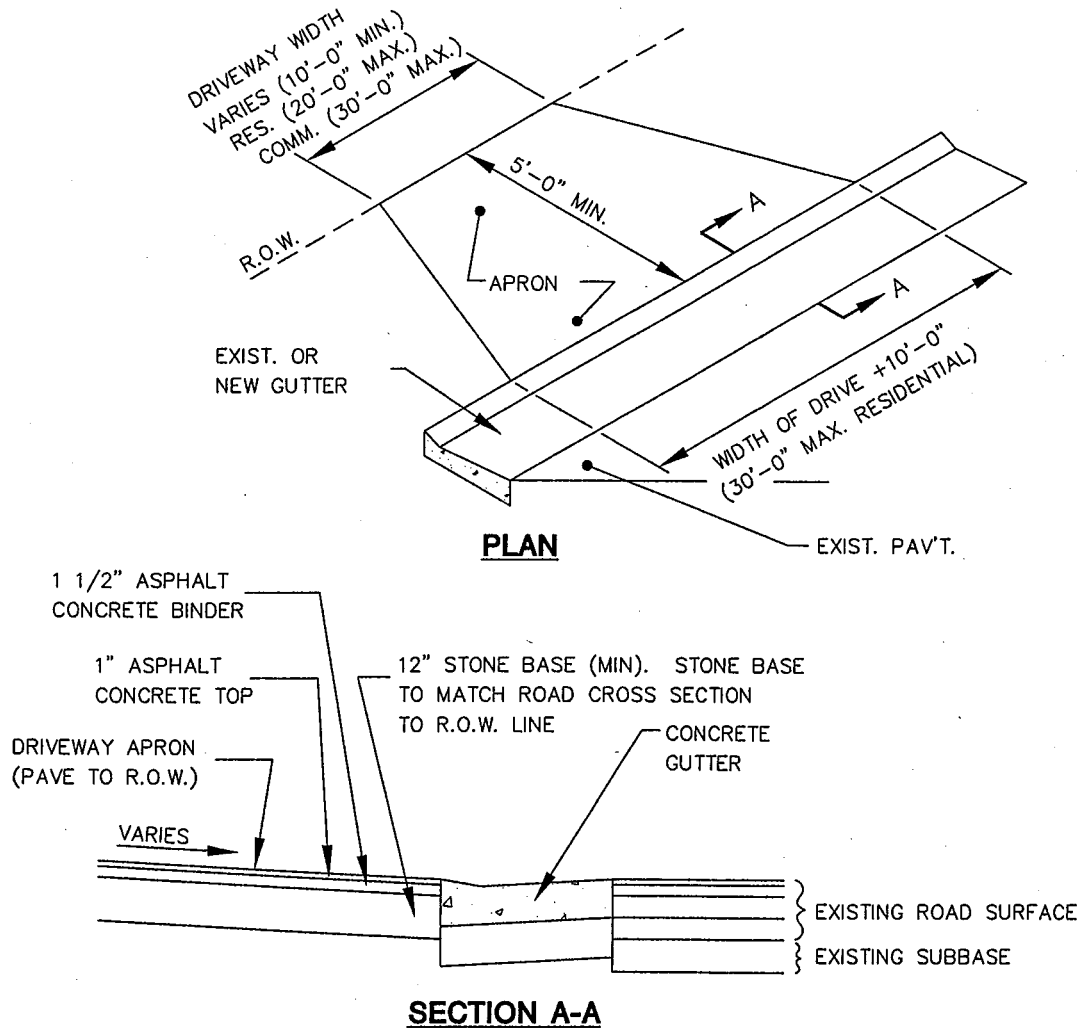 DRIVEWAY WIDTH
VARIES (10'-0" MIN.)
RES. (20'-0" MAX.)
COMM. (30'-0" MAX.)
5'-0" MIN.
A
R.O.W.
APRON
A
EXIST. OR
NEW GUTTER
WIDTH OF DRIVE +10'-0"
(30'-0" MAX. RESIDENTIAL)
PLAN
EXIST. PAV'T.
1 1/2" ASPHALT
CONCRETE BINDER
1" ASPHALT
CONCRETE TOP
12" STONE BASE (MIN). STONE BASE
TO MATCH ROAD CROSS SECTION
TO R.O.W. LINE
CONCRETE
GUTTER
DRIVEWAY APRON
(PAVE TO R.O.W.)
VARIES
EXISTING ROAD SURFACE
EXISTING SUBBASE
SECTION A-A